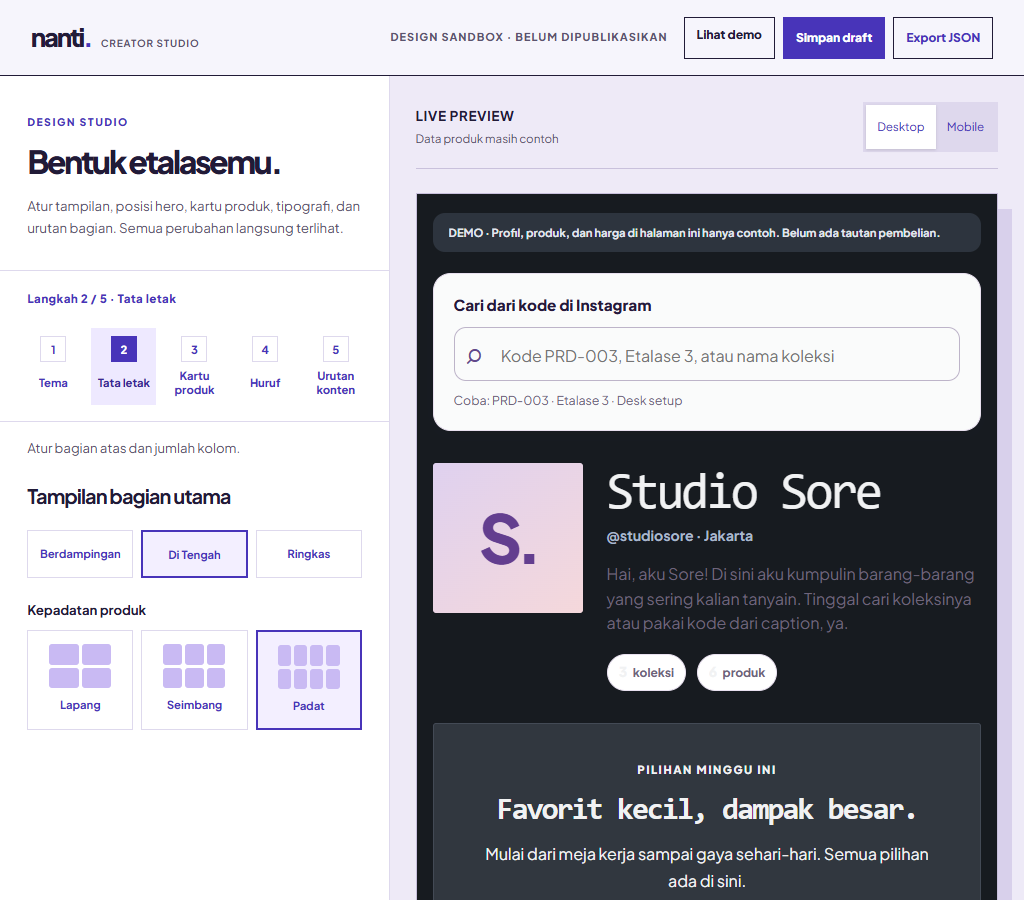 nanti. CREATOR STUDIO
DESIGN SANDBOX · BELUM DIPUBLIKASIKAN
Lihat demo
Simpan draft
Export JSON
DESIGN STUDIO
Bentuk etalasemu.
Atur tampilan, posisi hero, kartu produk, tipografi, dan
urutan bagian. Semua perubahan langsung terlihat.
Langkah 2 / 5 · Tata letak
1
Tema
2
Tata letak
3
Kartu
produk
4
Huruf
5
Urutan
konten
Atur bagian atas dan jumlah kolom.
Tampilan bagian utama
Berdampingan
Di Tengah
Ringkas
Kepadatan produk
Lapang
Seimbang
Padat
LIVE PREVIEW
Data produk masih contoh
Desktop
Mobile
DEMO · Profil, produk, dan harga di halaman ini hanya contoh. Belum ada tautan pembelian.
Cari dari kode di Instagram
Kode PRD-003, Etalase 3, atau nama koleksi
Coba: PRD-003 · Etalase 3 · Desk setup
S.
Studio Sore
@studiosore · Jakarta
Hai, aku Sore! Di sini aku kumpulin barang-barang
yang sering kalian tanyain. Tinggal cari koleksinya
atau pakai kode dari caption, ya.
3 koleksi
6 produk
PILIHAN MINGGU INI
Favorit kecil, dampak besar.
Mulai dari meja kerja sampai gaya sehari-hari. Semua pilihan
ada di sini.